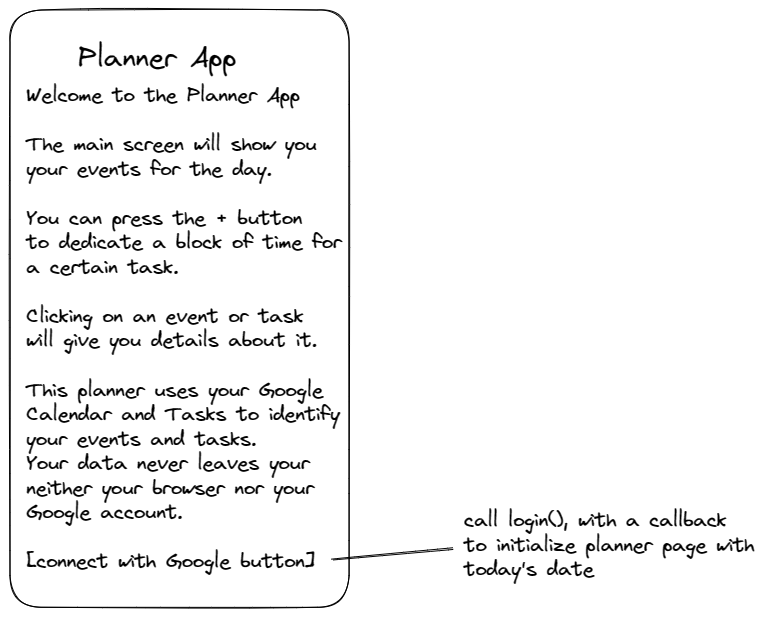 Planner App
Welcome to the Planner App
The main screen will show you
your events for the day.
You can press the + button
to dedicate a block of time for
a certain task.
Clicking on an event or task
will give you details about it.
This planner uses your Google
Calendar and Tasks to identify
your events and tasks.
Your data never leaves your
neither your browser nor your
Google account.
[connect with Google button]
call login(), with a callback
to initialize planner page with
today's date